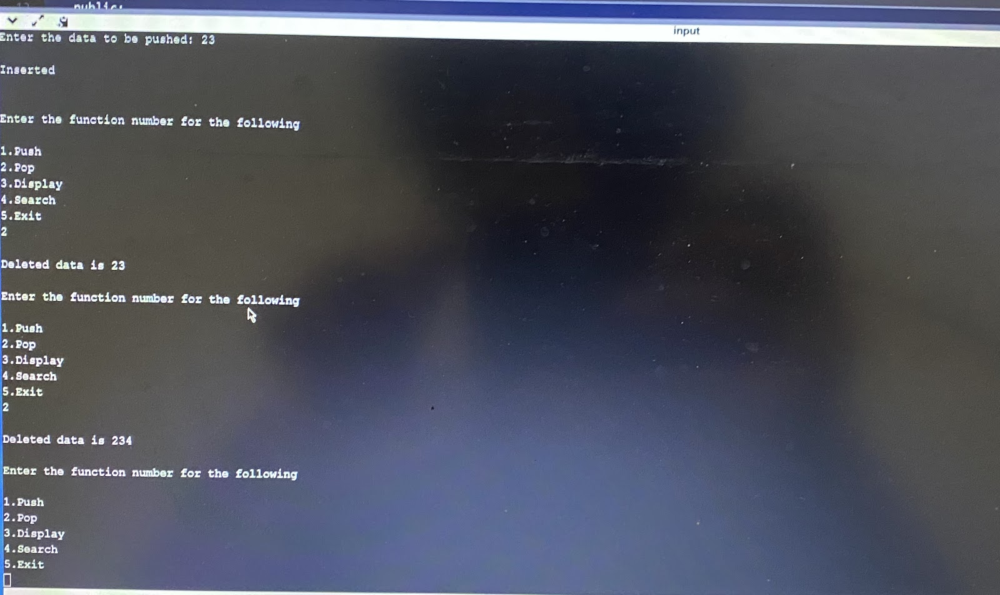 public:
input
Enter the data to be pushed: 23
Inserted
Enter the function number for the following
1.Push
2.Pop
3.Display
4.Search
5.Exit
2
Deleted data is 23
Enter the function number for the following
1.Push
2.Pop
3.Display
4.Search
5.Exit
2
Deleted data is 234
Enter the function number for the following
1.Push
2.Pop
3.Display
4.Search
5.Exit